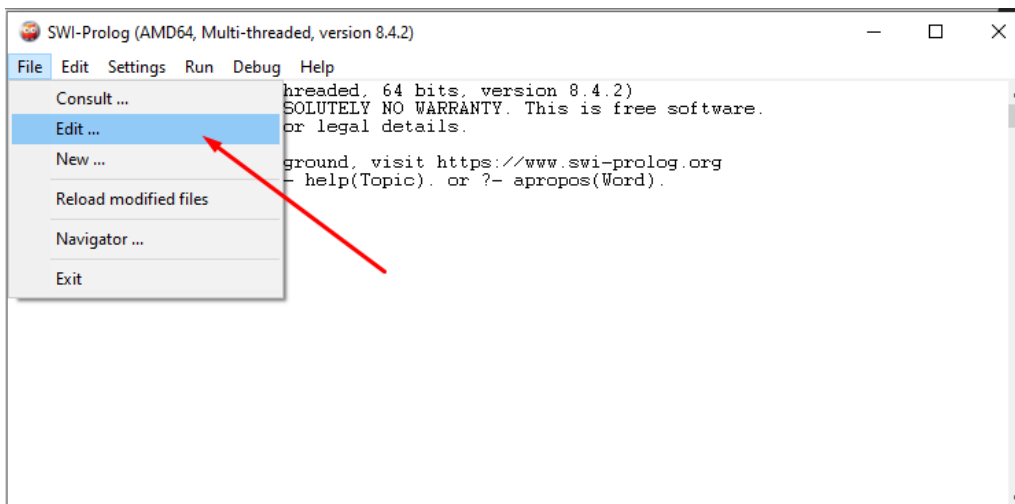 SWI-Prolog (AMD64, Multi-threaded, version 8.4.2)
File Edit Settings Run Debug Help
Consult ...
Edit ...
New ...
Reload modified files
Navigator ...
Exit
hreaded, 64 bits, version 8.4.2)
SOLUTELY NO WARRANTY. This is free software.
or legal details.
ground, visit https://www.swi-prolog.org
- help(Topic). or ?- apropos(Word).